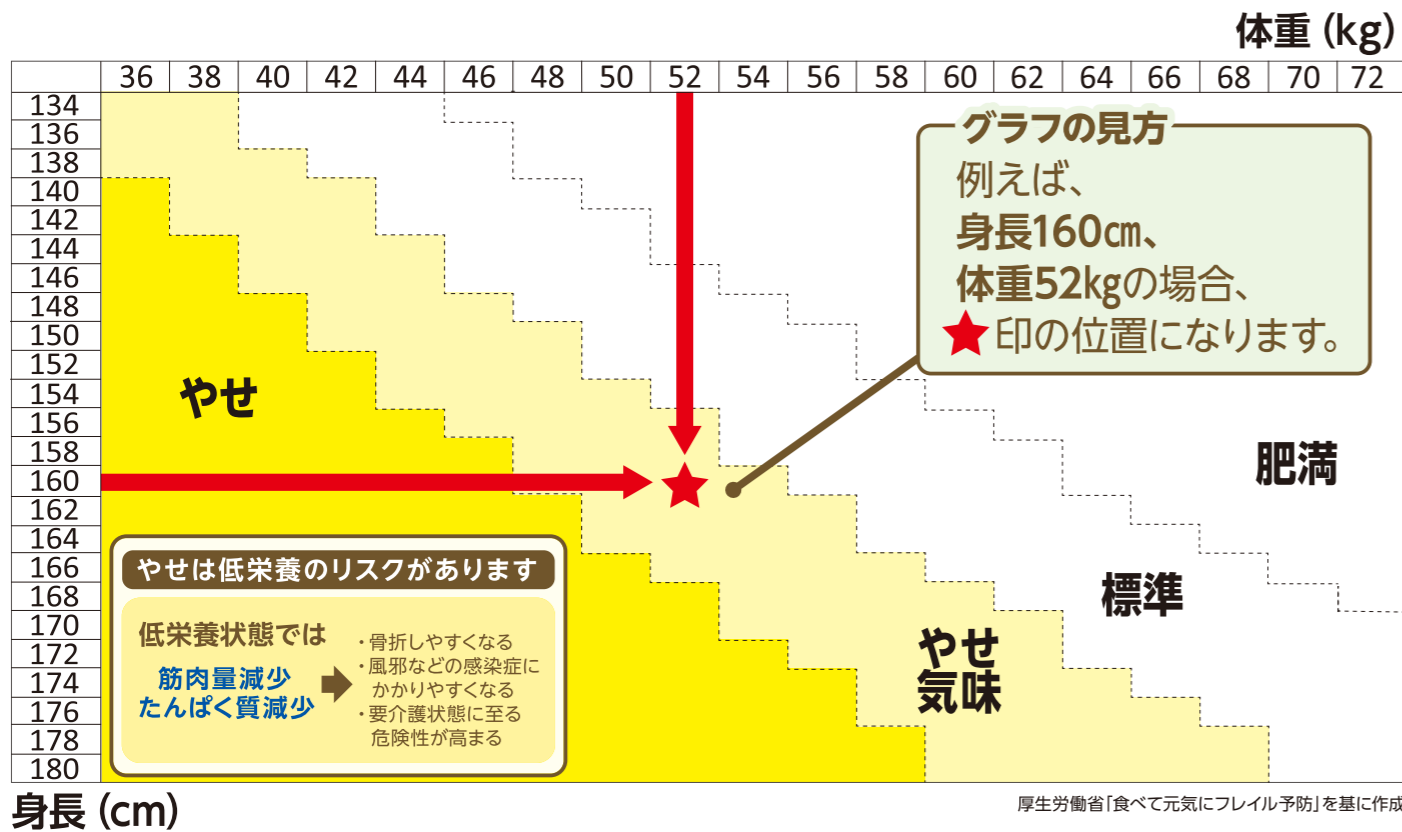 体重（kg）
36 38 40 42 44 46 48 50 52 54 56 58 60 62 64 66 68 70 72
134
136
138
140
142
144
146
148
150
152
154
156
158
160
162
164
166
168
170
172
174
176
178
180
身長（cm）
グラフの見方
例えば、
身長160㎝、
体重52kgの場合、
★印の位置になります。
やせ
肥満
標準
やせ
気味
やせは低栄養のリスクがあります
低栄養状態では
筋肉量減少
たんぱく質減少
・骨折しやすくなる
・風邪などの感染症に
かかりやすくなる
・要介護状態に至る
危険性が高まる
厚生労働省「食べて元気にフレイル予防」を基に作成